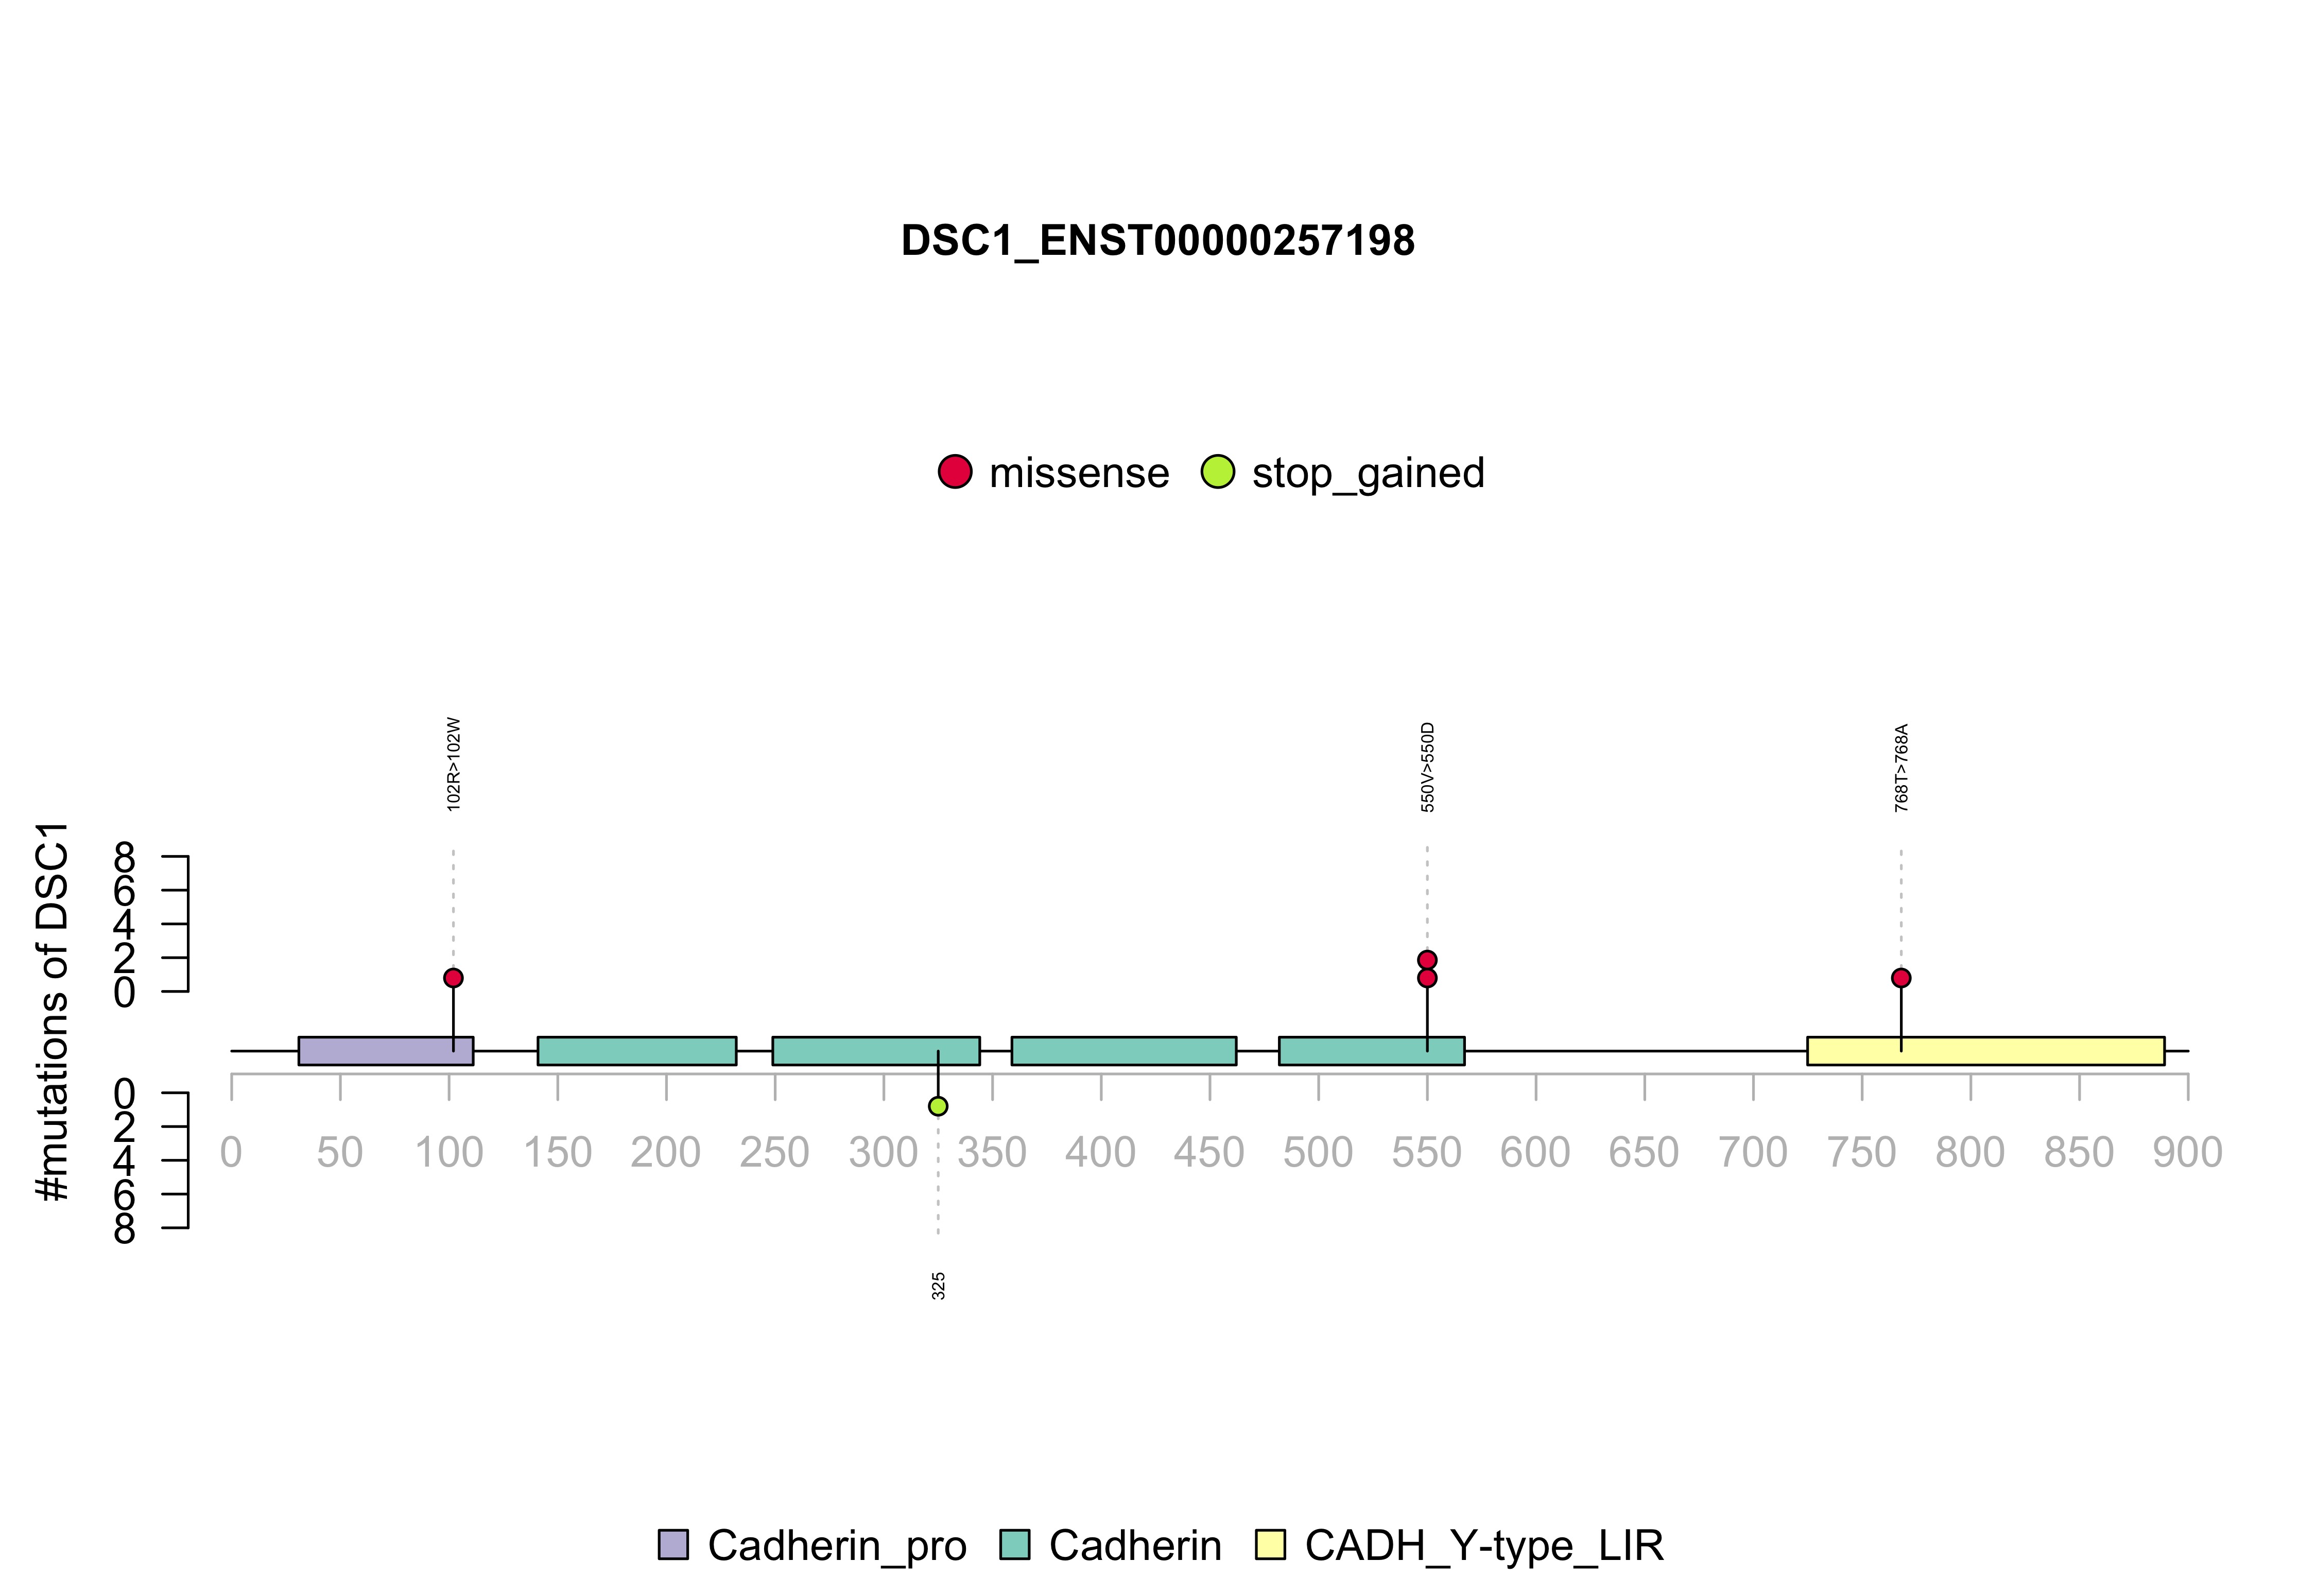 DSC1_ENST00000257198
missense stop_gained
102R>102W 550V>550D 768T>768A
#mutations of DSC1
8
6
4
2
0
0
2
4
6
8
0 50 100 150 200 250 300 350 400 450 500 550 600 650 700 750 800 850 900
325
Cadherin_pro Cadherin CADH_Y-type_LIR